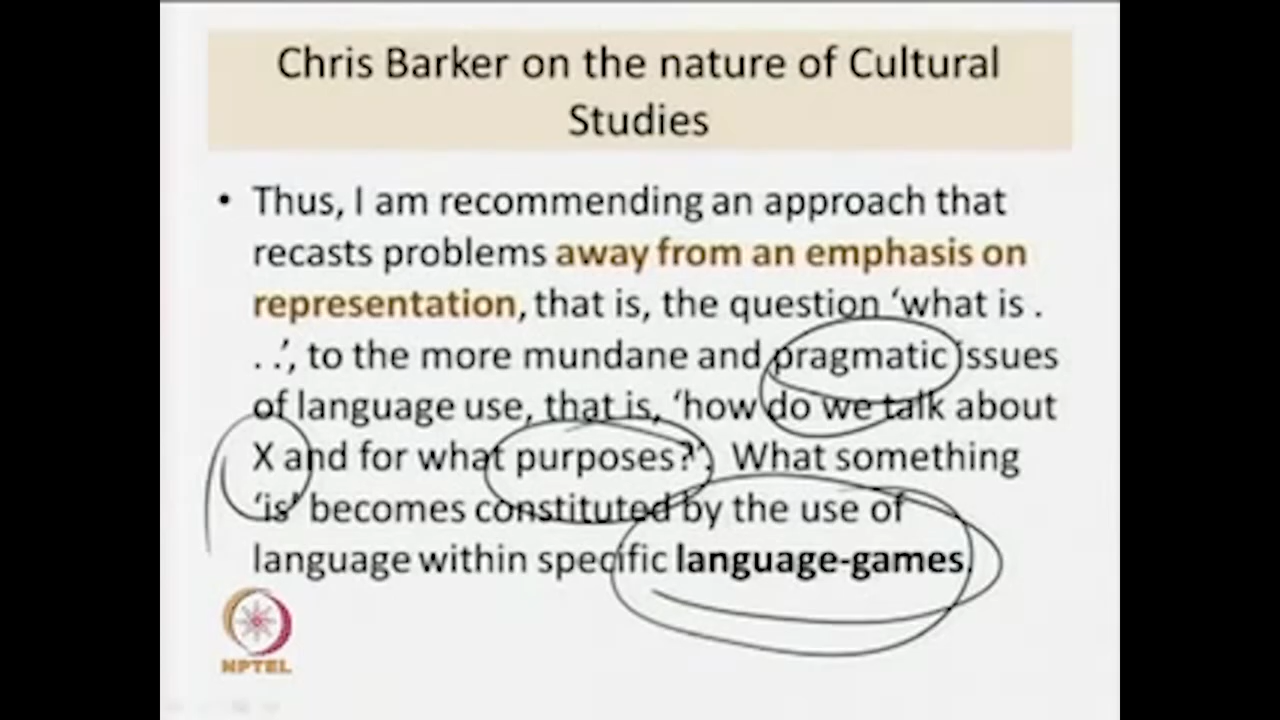 Chris Barker on the nature of Cultural
Studies
• Thus, I am recommending an approach that
recasts problems away from an emphasis on
representation, that is, the question ‘what is .
. .’, to the more mundane and pragmatic issues
of language use, that is, ‘how do we talk about
X and for what purposes?’. What something
‘is’ becomes constituted by the use of
language within specific language-games.
NPTEL